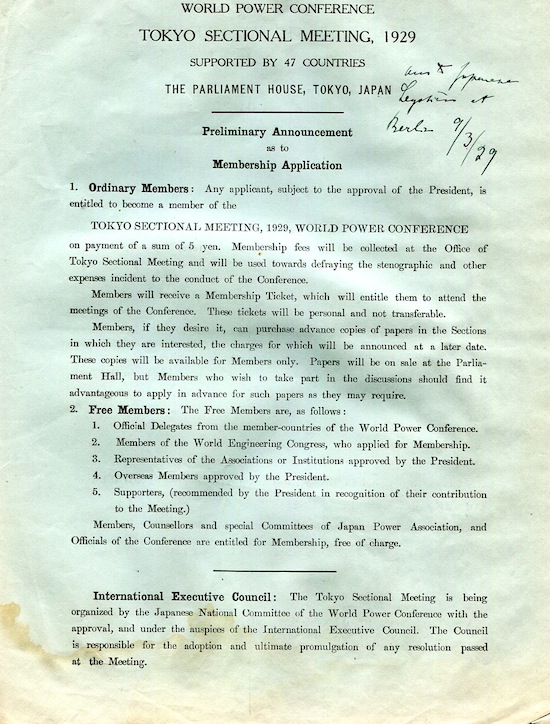 WORLD POWER CONFERENCE
TOKYO SECTIONAL MEETING, 1929
SUPPORTED BY 47 COUNTRIES
THE PARLIAMENT HOUSE, TOKYO, JAPAN
Japanese
at
Berlin 9/3/29
Preliminary Announcement
as to
Membership Application
1. Ordinary Members: Any applicant, subject to the approval of the President, is
entitled to become a member of the
TOKYO SECTIONAL MEETING, 1929, WORLD POWER CONFERENCE
on payment of a sum of 5 yen. Membership fees will be collected at the Office of
Tokyo Sectional Meeting and will be used towards defraying the stenographic and other
expenses incident to the conduct of the Conference.
Members will receive a Membership Ticket, which will entitle them to attend the
meetings of the Conference. These tickets will be personal and not transferable.
Members, if they desire it, can purchase advance copies of papers in the Sections
in which they are interested, the charges for which will be announced at a later date.
These copies will be available for Members only. Papers will be on sale at the Parlia-
ment Hall, but Members who wish to take part in the discussions should find it
advantageous to apply in advance for such papers as they may require.
2. Free Members: The Free Members are, as follows:
1. Official Delegates from the member-countries of the World Power Conference.
2. Members of the World Engineering Congress, who applied for Membership.
3. Representatives of the Associations or Institutions approved by the President.
4. Overseas Members approved by the President.
5. Supporters, (recommended by the President in recognition of their contribution
to the Meeting.)
Members, Counsellors and special Committees of Japan Power Association, and
Officials of the Conference are entitled for Membership, free of charge.
International Executive Council: The Tokyo Sectional Meeting is being
organized by the Japanese National Committee of the World Power Conference with the
approval, and under the auspices of the International Executive Council. The Council
is responsible for the adoption and ultimate promulgation of any resolution passed
at the Meeting.